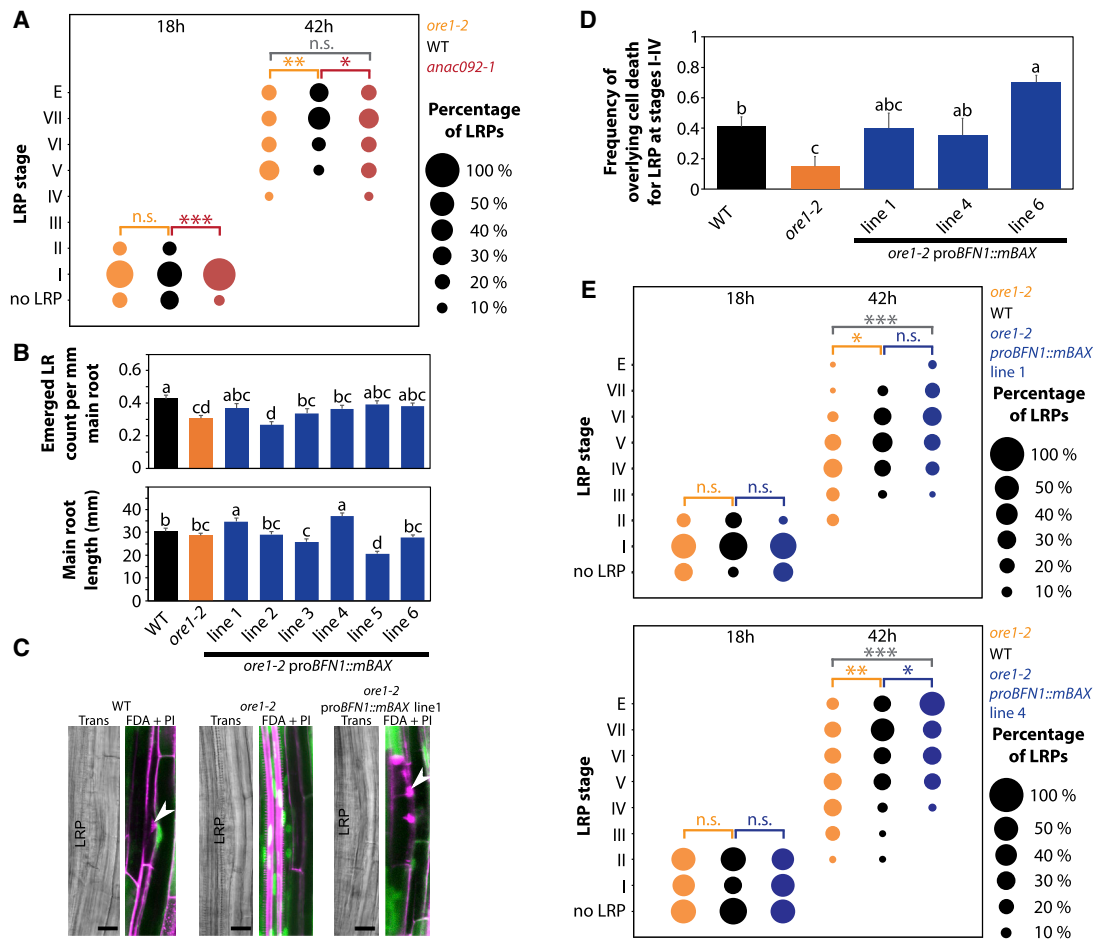 A
18h
42h
ore1-2
WT
anac092-1
n.s.
**
*
n.s.
***
LRP stage
E
VII
VI
V
IV
III
II
I
no LRP
Percentage
of LRPs
100 %
50 %
40 %
30 %
20 %
10 %
B
Emerged LR
count per mm
main root
0.6
0.4
0.2
0
a
cd
abc
d
bc
abc
abc
abc
Main root
length (mm)
40
30
20
10
0
b
bc
a
bc
c
a
d
bc
WT
ore1-2
line 1
line 2
line 3
line 4
line 5
line 6
ore1-2 proBFN1::mBAX
C
WT
Trans
FDA + PI
LRP
ore1-2
Trans
FDA + PI
LRP
ore1-2
proBFN1::mBAX line1
Trans
FDA + PI
LRP
D
Frequency of
overlying cell death
for LRP at stages I-IV
1
0.8
0.6
0.4
0.2
0
b
c
abc
ab
a
WT
ore1-2
line 1
line 4
line 6
ore1-2 proBFN1::mBAX
E
18h
42h
ore1-2
WT
ore1-2
proBFN1::mBAX
line 1
***
*
n.s.
n.s.
n.s.
LRP stage
E
VII
VI
V
IV
III
II
I
no LRP
Percentage
of LRPs
100 %
50 %
40 %
30 %
20 %
10 %
18h
42h
ore1-2
WT
ore1-2
proBFN1::mBAX
line 4
***
**
*
n.s.
n.s.
LRP stage
E
VII
VI
V
IV
III
II
I
no LRP
Percentage
of LRPs
100 %
50 %
40 %
30 %
20 %
10 %